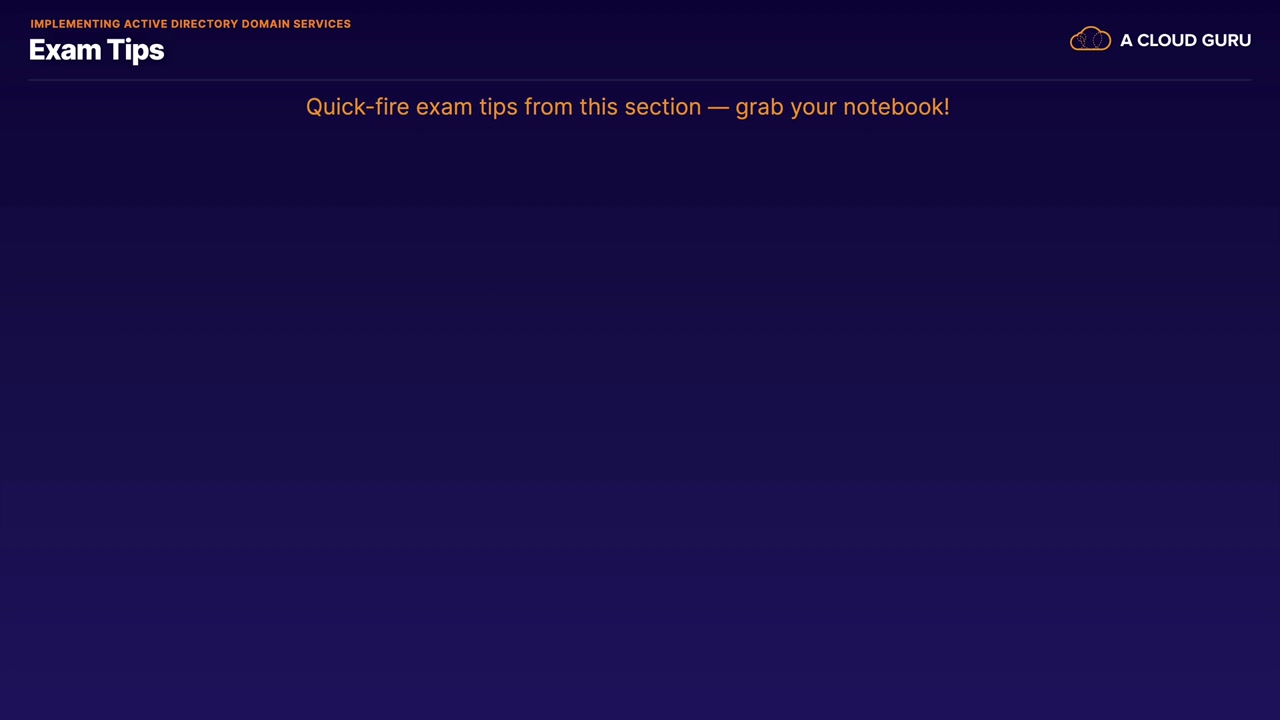 IMPLEMENTING ACTIVE DIRECTORY DOMAIN SERVICES
Exam Tips
A CLOUD GURU
Quick-fire exam tips from this section — grab your notebook!